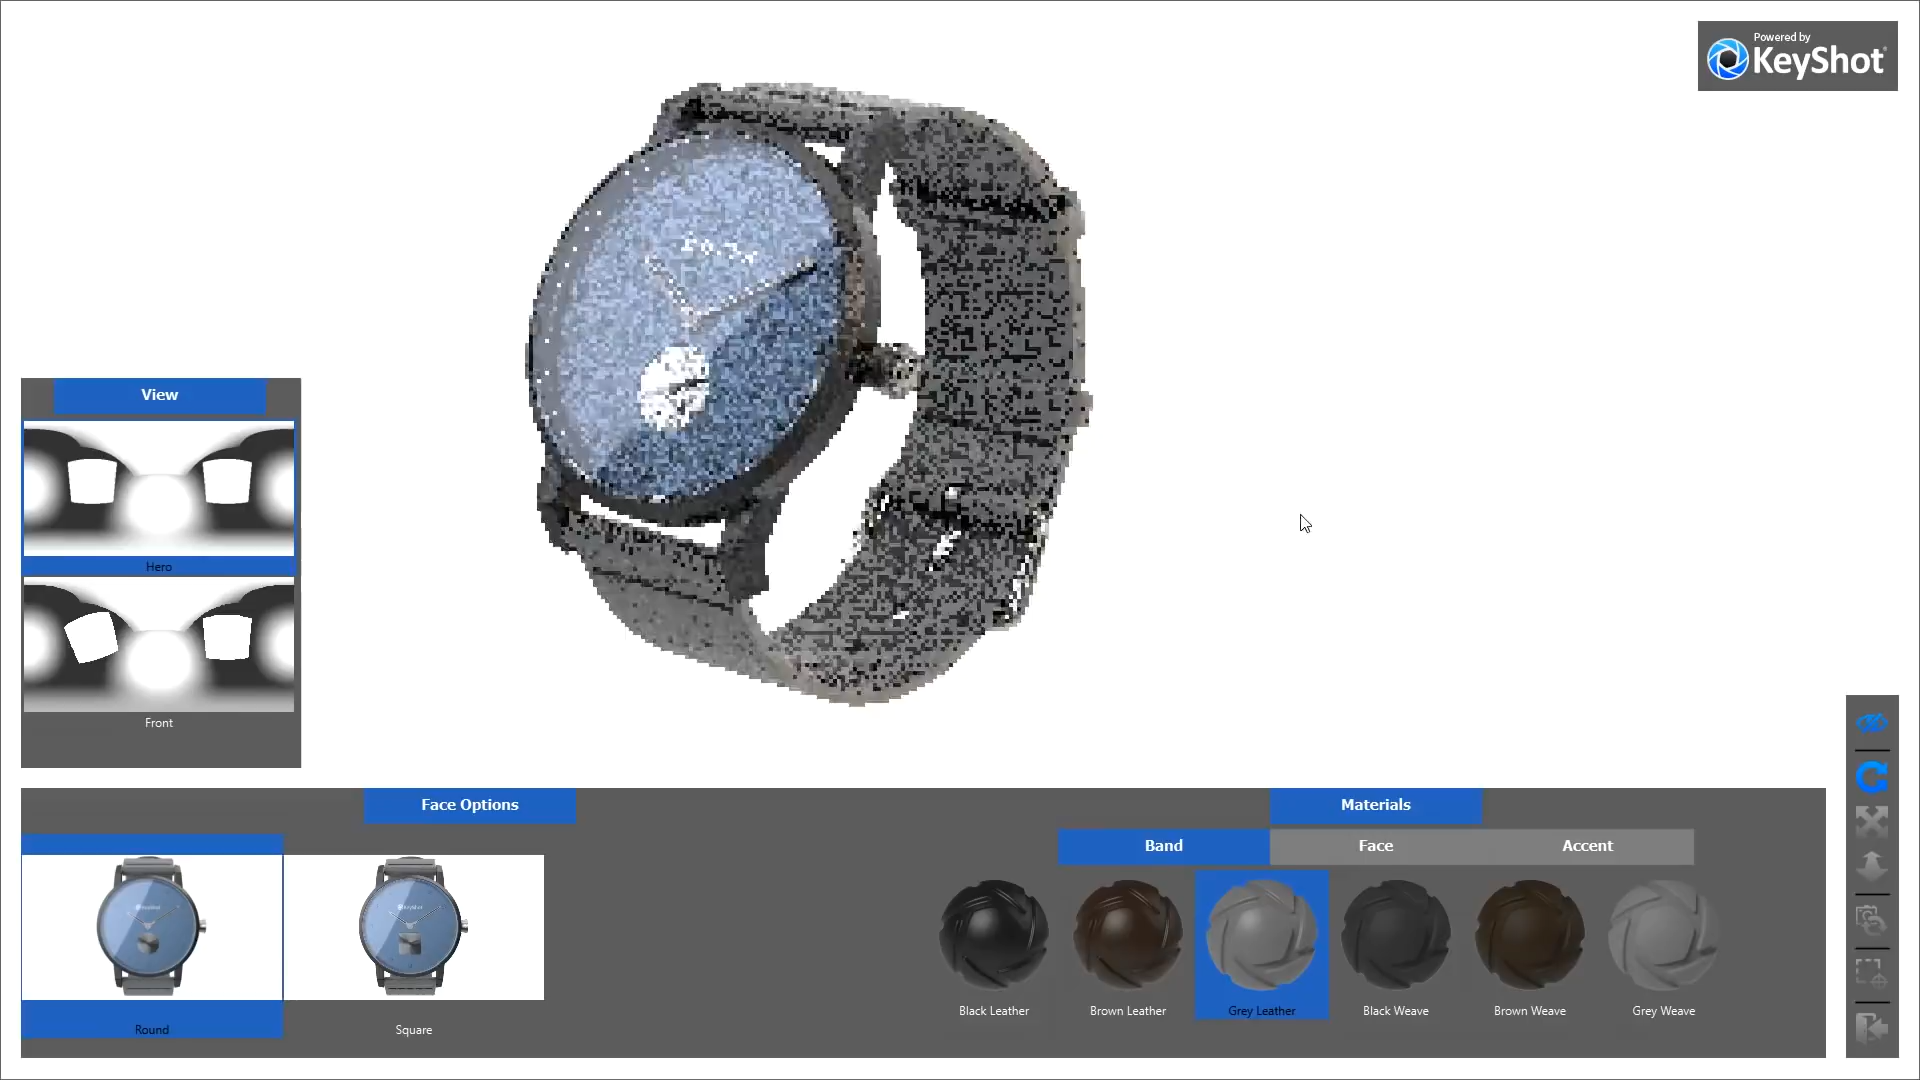 Powered by
KeyShot
View
Hero
Front
Face Options
Round
Square
Materials
Band
Face
Accent
Black Leather
Brown Leather
Grey Leather
Black Weave
Brown Weave
Grey Weave